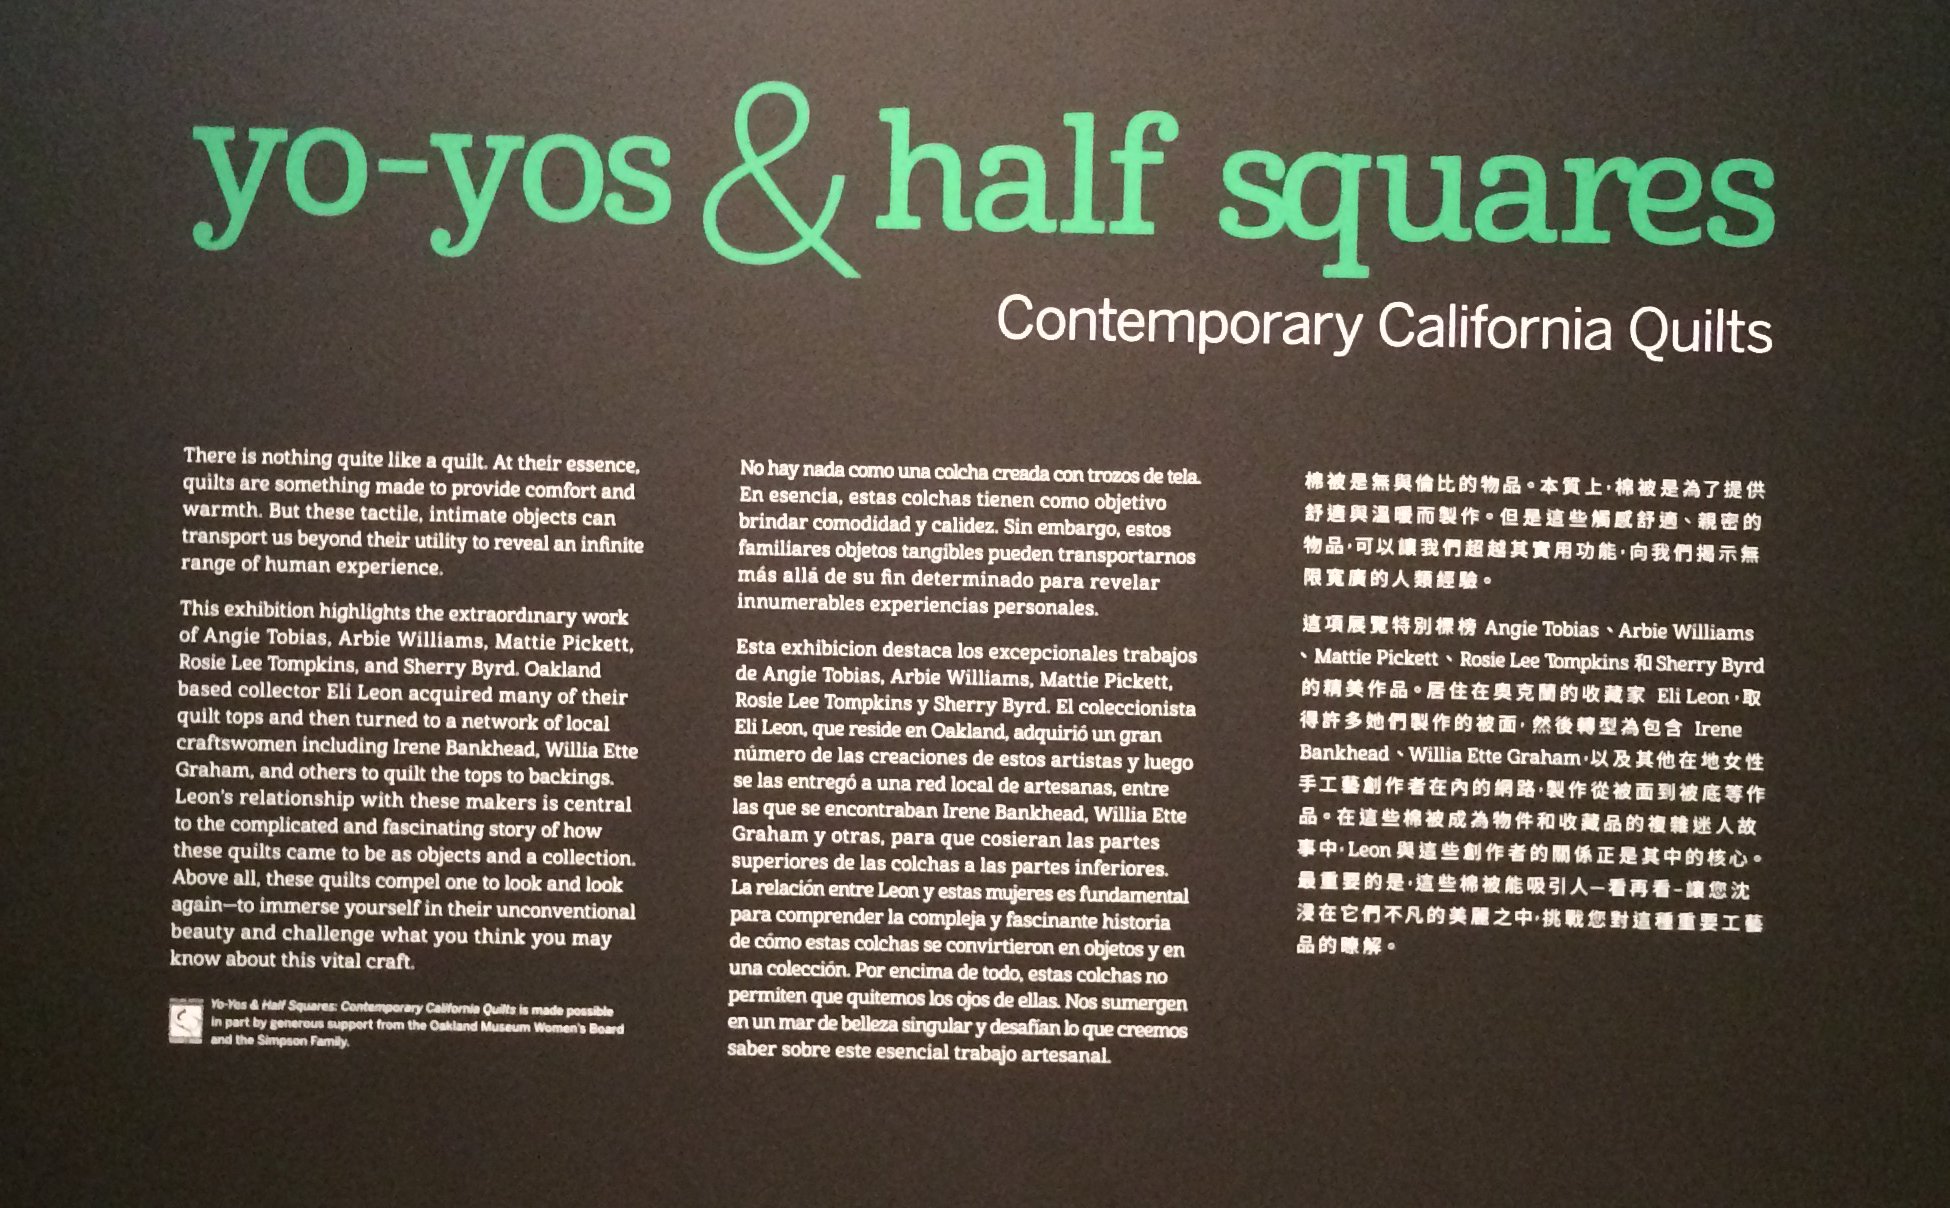 yo-yos & half squares
Contemporary California Quilts
There is nothing quite like a quilt. At their essence,
quilts are something made to provide comfort and
warmth. But these tactile, intimate objects can
transport us beyond their utility to reveal an infinite
range of human experience.
This exhibition highlights the extraordinary work
of Angie Tobias, Arbie Williams, Mattie Pickett,
Rosie Lee Tompkins, and Sherry Byrd. Oakland
based collector Eli Leon acquired many of their
quilt tops and then turned to a network of local
craftswomen including Irene Bankhead, Willia Ette
Graham, and others to quilt the tops to backings.
Leon's relationship with these makers is central
to the complicated and fascinating story of how
these quilts came to be as objects and a collection.
Above all, these quilts compel one to look and look
again—to immerse yourself in their unconventional
beauty and challenge what you think you may
know about this vital craft.
Yo-Yos & Half Squares: Contemporary California Quilts is made possible
in part by generous support from the Oakland Museum Women's Board
and the Simpson Family.
No hay nada como una colcha creada con trozos de tela.
En esencia, estas colchas tienen como objetivo
brindar comodidad y calidez. Sin embargo, estos
familiares objetos tangibles pueden transportarnos
más allá de su fin determinado para revelar
innumerables experiencias personales.
Esta exhibicion destaca los excepcionales trabajos
de Angie Tobias, Arbie Williams, Mattie Pickett,
Rosie Lee Tompkins y Sherry Byrd. El coleccionista
Eli Leon, que reside en Oakland, adquirió un gran
número de las creaciones de estos artistas y luego
se las entregó a una red local de artesanas, entre
las que se encontraban Irene Bankhead, Willia Ette
Graham y otras, para que cosieran las partes
superiores de las colchas a las partes inferiores.
La relación entre Leon y estas mujeres es fundamental
para comprender la compleja y fascinante historia
de cómo estas colchas se convirtieron en objetos y en
una colección. Por encima de todo, estas colchas no
permiten que quitemos los ojos de ellas. Nos sumergen
en un mar de belleza singular y desafían lo que creemos
saber sobre este esencial trabajo artesanal.
棉被是無與倫比的物品。本質上，棉被是為了提供
舒適與溫暖而製作。但是這些觸感舒適、親密的
物品，可以讓我們超越其實用功能，向我們揭示無
限寬廣的人類經驗。
這項展覽特別標榜 Angie Tobias、Arbie Williams
、Mattie Pickett、Rosie Lee Tompkins 和 Sherry Byrd
的精美作品。居住在奧克蘭的收藏家 Eli Leon，取
得許多她們製作的被面，然後轉型為包含 Irene
Bankhead、Willia Ette Graham，以及其他在地女性
手工藝創作者在內的網路，製作從被面到被底等作
品。在這些棉被成為物件和收藏品的複雜迷人故
事中，Leon 與這些創作者的關係正是其中的核心。
最重要的是，這些棉被能吸引人—看再看–讓您沈
浸在它們不凡的美麗之中，挑戰您對這種重要工藝
品的瞭解。